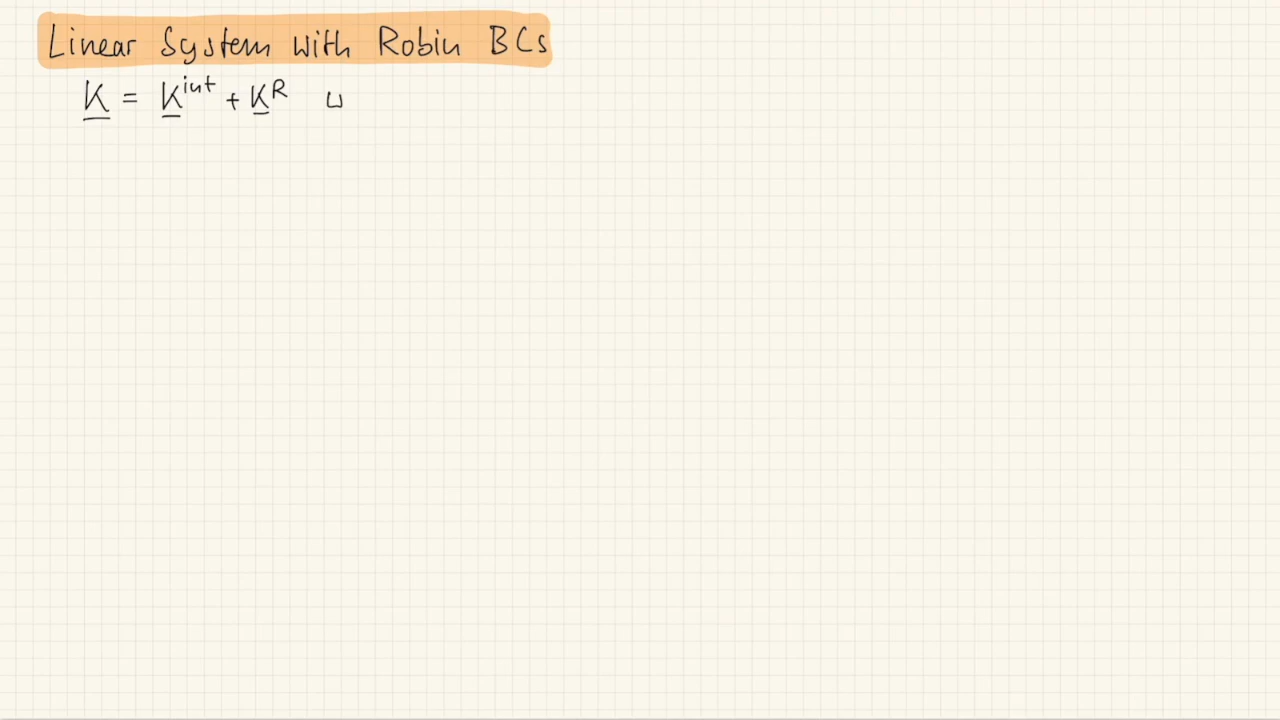 Linear System with Robin BCs
K = K^int + K^R